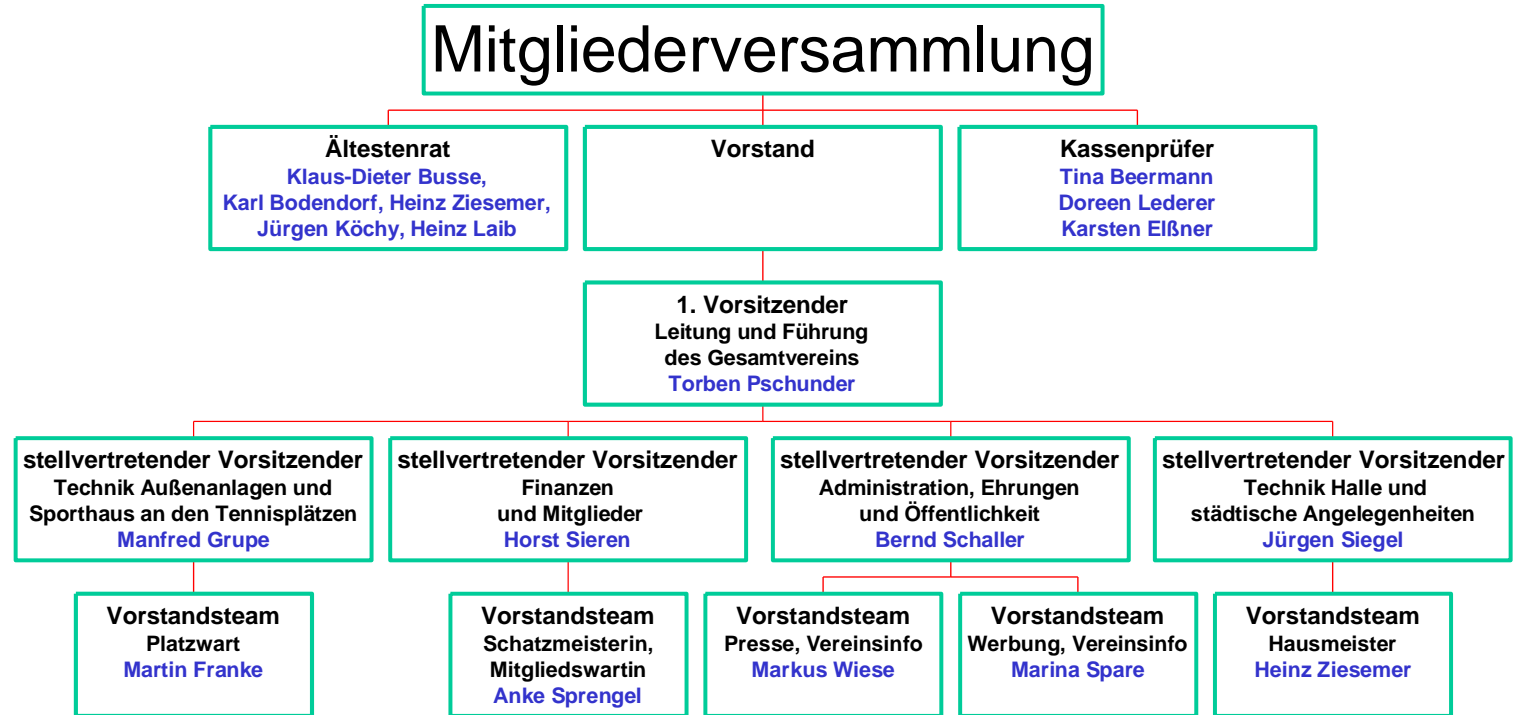 Mitgliederversammlung
Ältestenrat
Klaus-Dieter Busse,
Karl Bodendorf, Heinz Ziesemer,
Jürgen Köchy, Heinz Laib
Vorstand
Kassenprüfer
Tina Beermann
Doreen Lederer
Karsten Elßner
1. Vorsitzender
Leitung und Führung
des Gesamtvereins
Torben Pschunder
stellvertretender Vorsitzender
Technik Außenanlagen und
Sporthaus an den Tennisplätzen
Manfred Grupe
stellvertretender Vorsitzender
Finanzen
und Mitglieder
Horst Sieren
stellvertretender Vorsitzender
Administration, Ehrungen
und Öffentlichkeit
Bernd Schaller
stellvertretender Vorsitzender
Technik Halle und
städtische Angelegenheiten
Jürgen Siegel
Vorstandsteam
Platzwart
Martin Franke
Vorstandsteam
Schatzmeisterin,
Mitgliedswartin
Anke Sprengel
Vorstandsteam
Presse, Vereinsinfo
Markus Wiese
Vorstandsteam
Werbung, Vereinsinfo
Marina Spare
Vorstandsteam
Hausmeister
Heinz Ziesemer